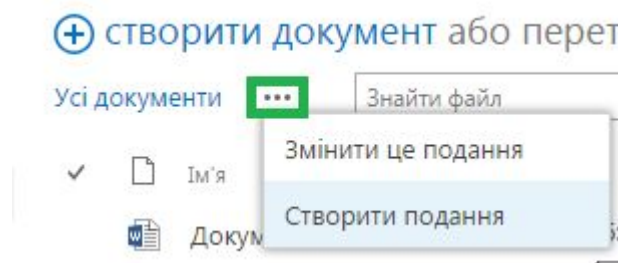 створити документ або перет
Усі документи ••• Знайти файл
Змінити це подання
Ім'я
Створити подання
Докум